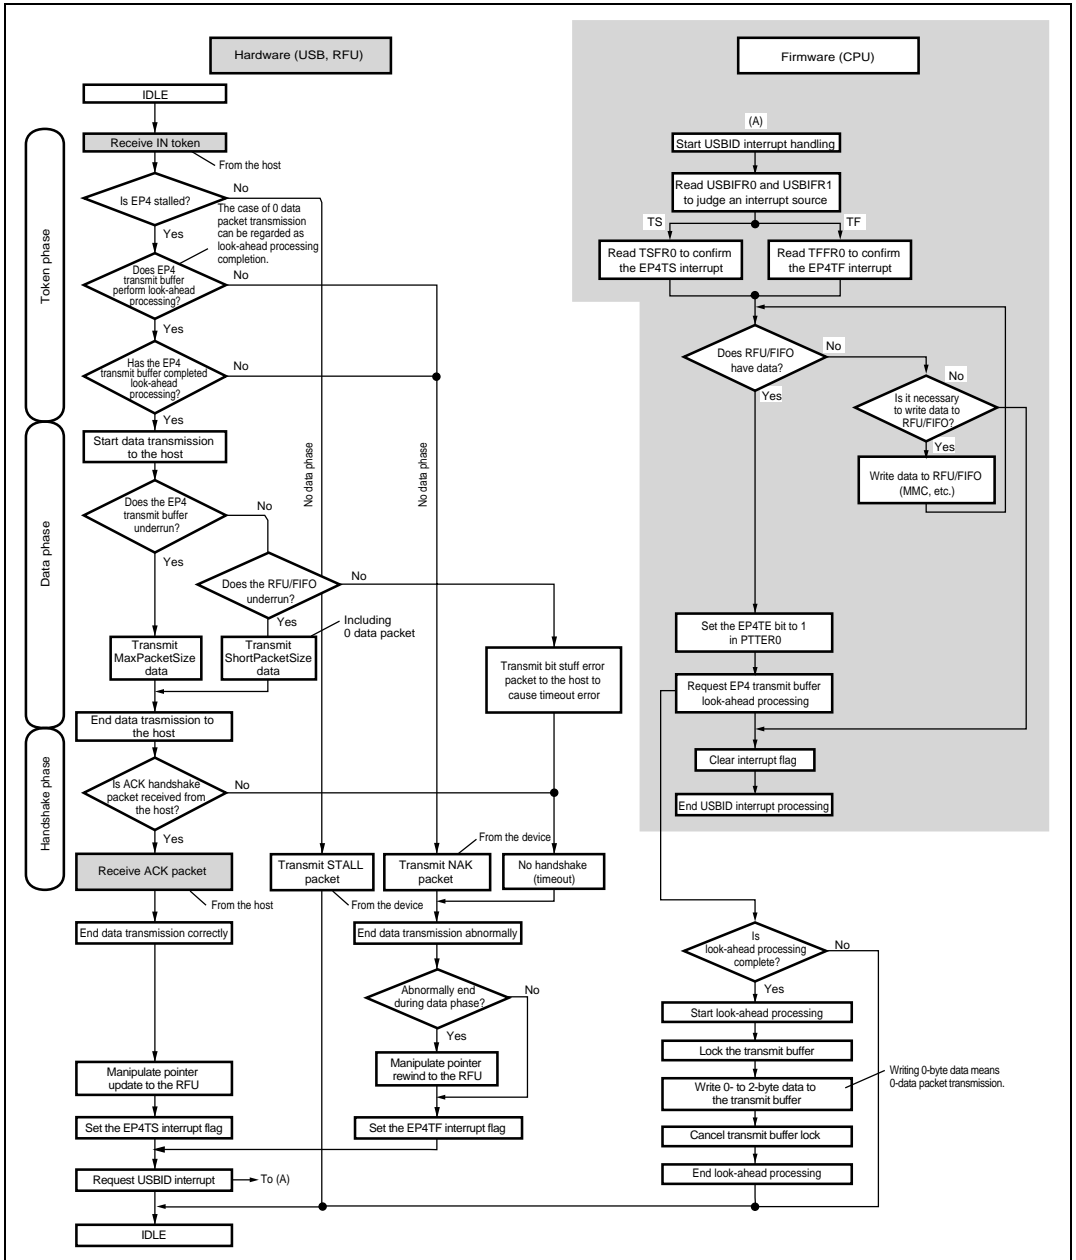 Hardware (USB, RFU)
Firmware (CPU)
IDLE
Token phase
Receive IN token
From the host
Is EP4 stalled?
No
Yes
The case of 0 data
packet transmission
can be regarded as
look-ahead processing
completion.
Does EP4
transmit buffer
perform look-ahead
processing?
No
Yes
Has the EP4
transmit buffer completed
look-ahead
processing?
No
Yes
Data phase
Start data transmission
to the host
No data phase
No data phase
Does the EP4
transmit buffer
underrun?
No
Yes
Does the RFU/FIFO
underrun?
No
Yes
Including
0 data packet
Transmit
MaxPacketSize
data
Transmit
ShortPacketSize
data
Transmit bit stuff error
packet to the host to
cause timeout error
End data trasmission to
the host
Handshake phase
Is ACK handshake
packet received from
the host?
No
Yes
From the device
Receive ACK packet
Transmit STALL
packet
Transmit NAK
packet
No handshake
(timeout)
From the host
From the device
End data transmission correctly
End data transmission abnormally
Abnormally end
during data phase?
No
Yes
Manipulate pointer
update to the RFU
Manipulate pointer
rewind to the RFU
Set the EP4TS interrupt flag
Set the EP4TF interrupt flag
Request USBID interrupt
To (A)
IDLE
(A)
Start USBID interrupt handling
Read USBIFR0 and USBIFR1
to judge an interrupt source
TS
TF
Read TSFR0 to confirm
the EP4TS interrupt
Read TFFR0 to confirm
the EP4TF interrupt
Does RFU/FIFO
have data?
No
Yes
No
Is it necessary
to write data to
RFU/FIFO?
Yes
Write data to RFU/FIFO
(MMC, etc.)
Set the EP4TE bit to 1
in PTTER0
Request EP4 transmit buffer
look-ahead processing
Clear interrupt flag
End USBID interrupt processing
Is
look-ahead processing
complete?
No
Yes
Start look-ahead processing
Lock the transmit buffer
Write 0- to 2-byte data to
the transmit buffer
Writing 0-byte data means
0-data packet transmission.
Cancel transmit buffer lock
End look-ahead processing